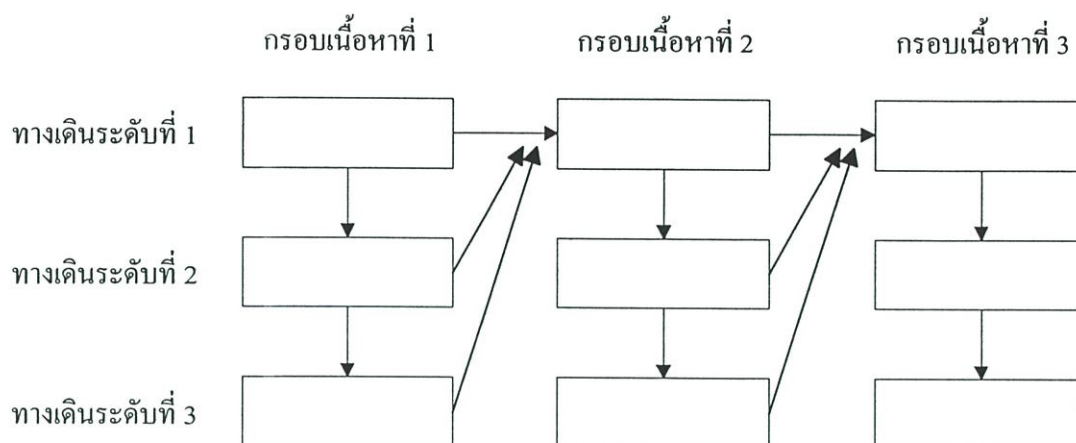 กรอบเนื้อหาที่ 1 กรอบเนื้อหาที่ 2 กรอบเนื้อหาที่ 3
ทางเดินระดับที่ 1
ทางเดินระดับที่ 2
ทางเดินระดับที่ 3